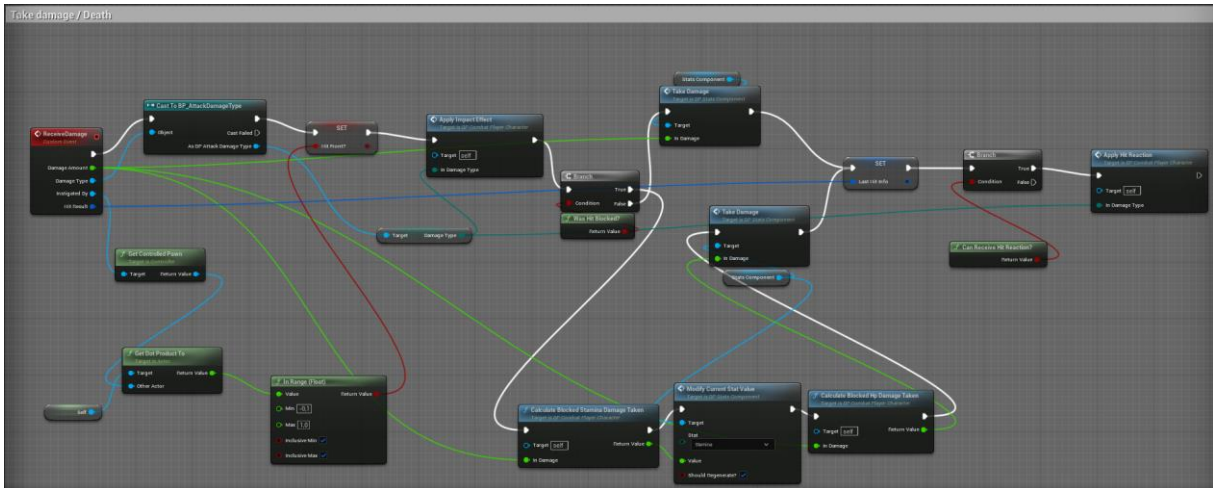 Take damage / Death
ReceiveDamage
Custom Event
Damage Amount
Damage Type
Instigated By
Hit Result
Cast To BP_AttackDamageType
Object
Cast Failed
As BP Attack Damage Type
SET
Hit Front?
Apply Impact Effect
Target is BP Combat Player Character
Target self
In Damage Type
Branch
True
Condition
False
Was Hit Blocked?
Return Value
Target
Damage Type
Stats Component
Take Damage
Target is BP Stats Component
Target
In Damage
Take Damage
Target is BP Stats Component
Target
In Damage
Stats Component
SET
Last Hit Info
Branch
True
Condition
False
Can Receive Hit Reaction?
Return Value
Apply Hit Reaction
Target is BP Combat Player Character
Target self
In Damage Type
Get Controlled Pawn
Target is Controller
Target
Return Value
Get Dot Product To
Target is Actor
Target
Return Value
Other Actor
Self
In Range (Float)
Value
Return Value
Min -0,1
Max 1,0
Inclusive Min
Inclusive Max
Calculate Blocked Stamina Damage Taken
Target is BP Combat Player Character
Target self
Return Value
In Damage
Modify Current Stat Value
Target is BP Stats Component
Target
Stat
Stamina
Value
Should Regenerate?
Calculate Blocked Hp Damage Taken
Target is BP Combat Player Character
Target self
Return Value
In Damage